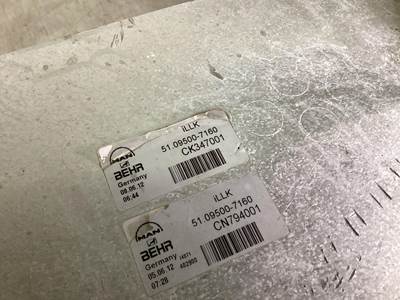 iLLK
51.09500-7160
CK347001
MAN
BEHR
Germany
06.06.12
06:44
iLLK
51.09500-7160
CN794001
MAN
BEHR
Germany
05.06.12
07:28